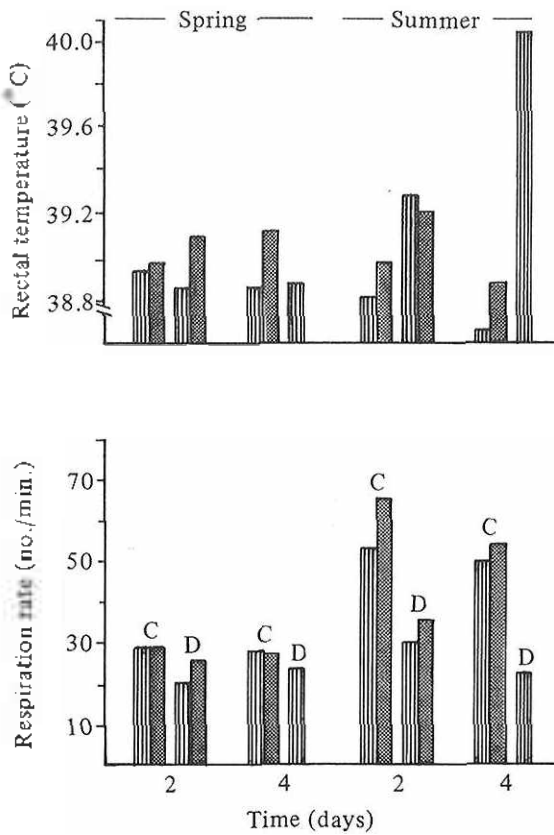 Spring Summer
Rectal temperature (°C)
40.0
39.6
39.2
38.8
Respiration rate (no./min.)
70
50
30
10
C D C D C D C D
2 4 2 4
Time (days)